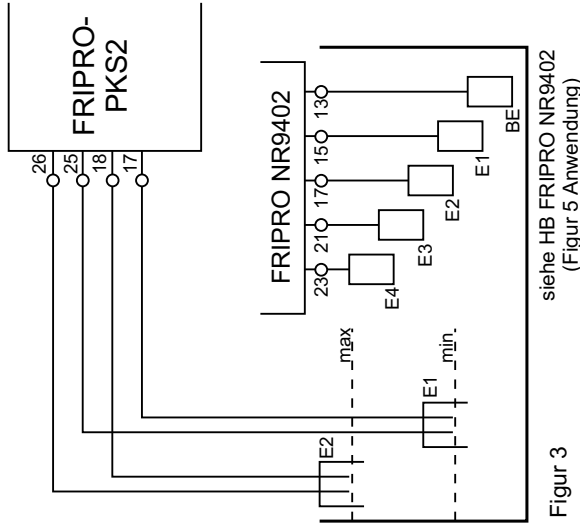 FRIPRO-
PKS2
26
25
18
17
FRIPRO NR9402
23
21
17
15
13
E4
E3
E2
E1
BE
max
min
E2
E1
Figur 3
siehe HB FRIPRO NR9402
(Figur 5 Anwendung)